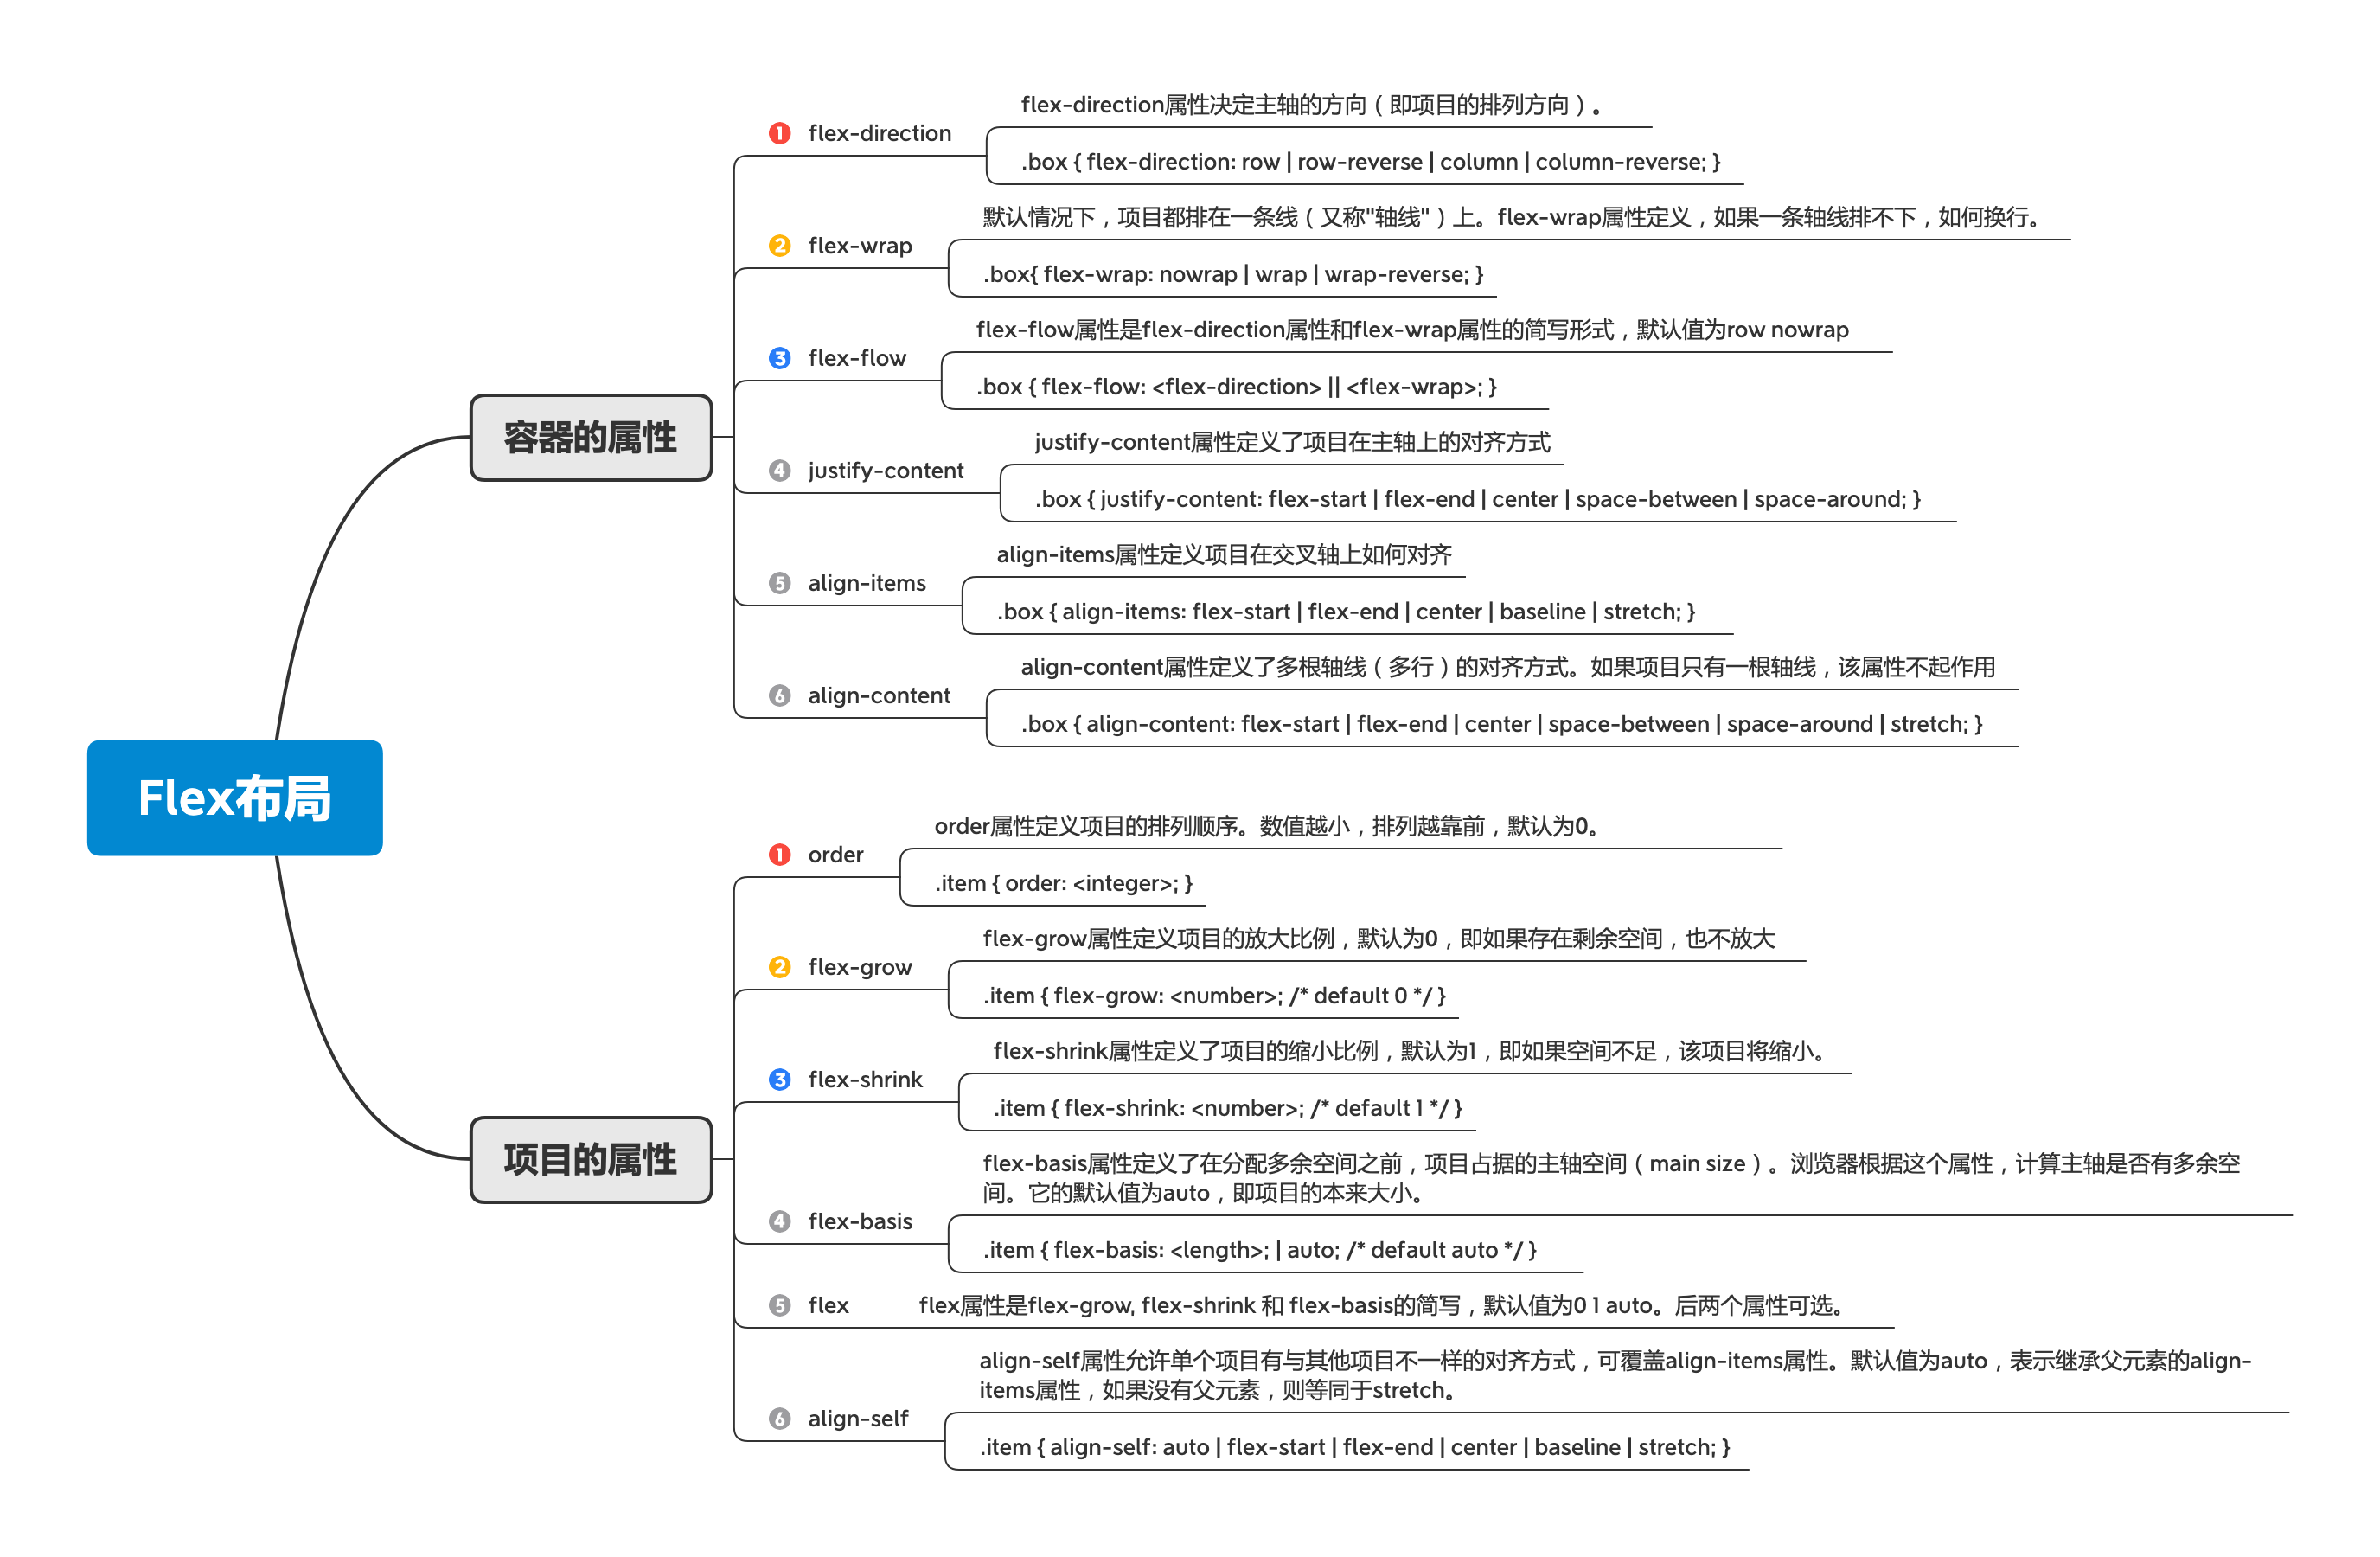 Flex布局
容器的属性
1 flex-direction
flex-direction属性决定主轴的方向（即项目的排列方向）。
.box { flex-direction: row | row-reverse | column | column-reverse; }
2 flex-wrap
默认情况下，项目都排在一条线（又称"轴线"）上。flex-wrap属性定义，如果一条轴线排不下，如何换行。
.box{ flex-wrap: nowrap | wrap | wrap-reverse; }
3 flex-flow
flex-flow属性是flex-direction属性和flex-wrap属性的简写形式，默认值为row nowrap
.box { flex-flow: <flex-direction> || <flex-wrap>; }
4 justify-content
justify-content属性定义了项目在主轴上的对齐方式
.box { justify-content: flex-start | flex-end | center | space-between | space-around; }
5 align-items
align-items属性定义项目在交叉轴上如何对齐
.box { align-items: flex-start | flex-end | center | baseline | stretch; }
6 align-content
align-content属性定义了多根轴线（多行）的对齐方式。如果项目只有一根轴线，该属性不起作用
.box { align-content: flex-start | flex-end | center | space-between | space-around | stretch; }
项目的属性
1 order
order属性定义项目的排列顺序。数值越小，排列越靠前，默认为0。
.item { order: <integer>; }
2 flex-grow
flex-grow属性定义项目的放大比例，默认为0，即如果存在剩余空间，也不放大
.item { flex-grow: <number>; /* default 0 */ }
3 flex-shrink
flex-shrink属性定义了项目的缩小比例，默认为1，即如果空间不足，该项目将缩小。
.item { flex-shrink: <number>; /* default 1 */ }
4 flex-basis
flex-basis属性定义了在分配多余空间之前，项目占据的主轴空间（main size）。浏览器根据这个属性，计算主轴是否有多余空
间。它的默认值为auto，即项目的本来大小。
.item { flex-basis: <length>; | auto; /* default auto */ }
5 flex
flex属性是flex-grow, flex-shrink 和 flex-basis的简写，默认值为0 1 auto。后两个属性可选。
6 align-self
align-self属性允许单个项目有与其他项目不一样的对齐方式，可覆盖align-items属性。默认值为auto，表示继承父元素的align-
items属性，如果没有父元素，则等同于stretch。
.item { align-self: auto | flex-start | flex-end | center | baseline | stretch; }